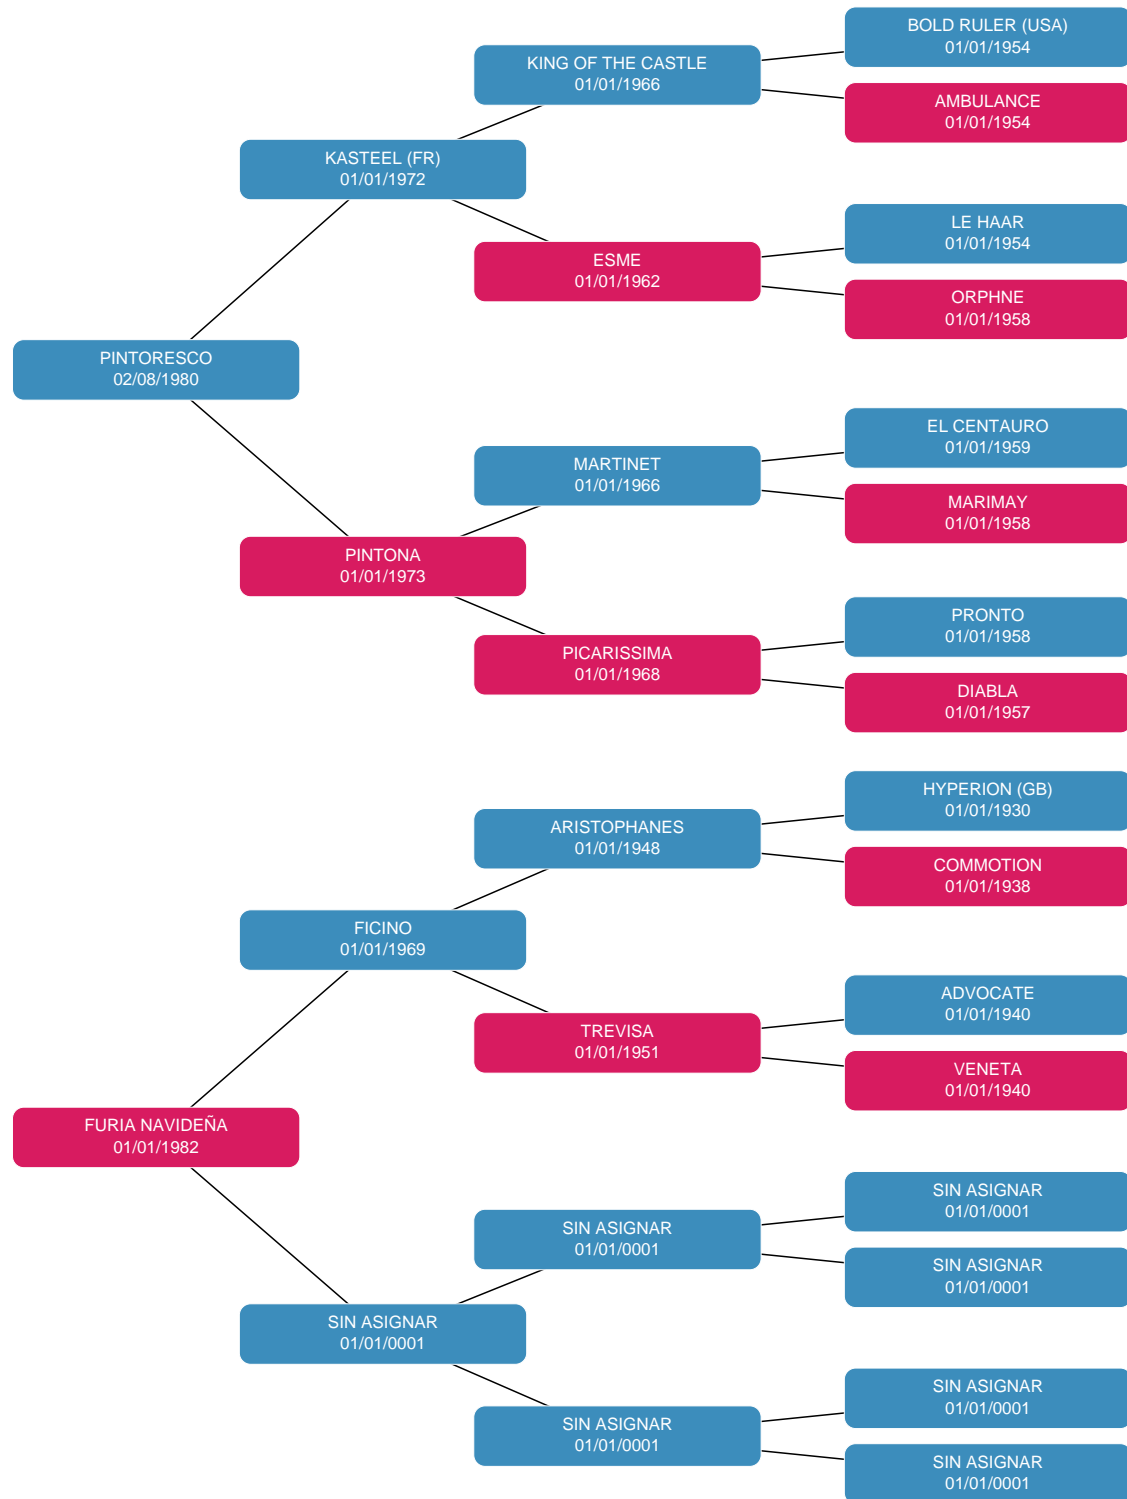 BOLD RULER (USA)
01/01/1954
KING OF THE CASTLE
01/01/1966
AMBULANCE
01/01/1954
KASTEEL (FR)
01/01/1972
LE HAAR
01/01/1954
ESME
01/01/1962
ORPHNE
01/01/1958
PINTORESCO
02/08/1980
EL CENTAURO
01/01/1959
MARTINET
01/01/1966
MARIMAY
01/01/1958
PINTONA
01/01/1973
PRONTO
01/01/1958
PICARISSIMA
01/01/1968
DIABLA
01/01/1957
HYPERION (GB)
01/01/1930
ARISTOPHANES
01/01/1948
COMMOTION
01/01/1938
FICINO
01/01/1969
ADVOCATE
01/01/1940
TREVISA
01/01/1951
VENETA
01/01/1940
FURIA NAVIDEÑA
01/01/1982
SIN ASIGNAR
01/01/0001
SIN ASIGNAR
01/01/0001
SIN ASIGNAR
01/01/0001
SIN ASIGNAR
01/01/0001
SIN ASIGNAR
01/01/0001
SIN ASIGNAR
01/01/0001
SIN ASIGNAR
01/01/0001